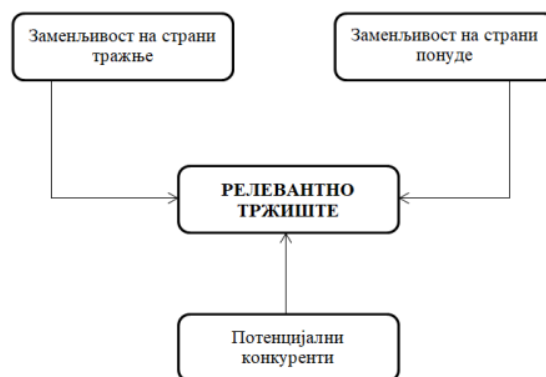 Заменљивост на страни
тражње
Заменљивост на страни
понуде
РЕЛЕВАНТНО
ТРЖИШТЕ
Потенцијални
конкуренти